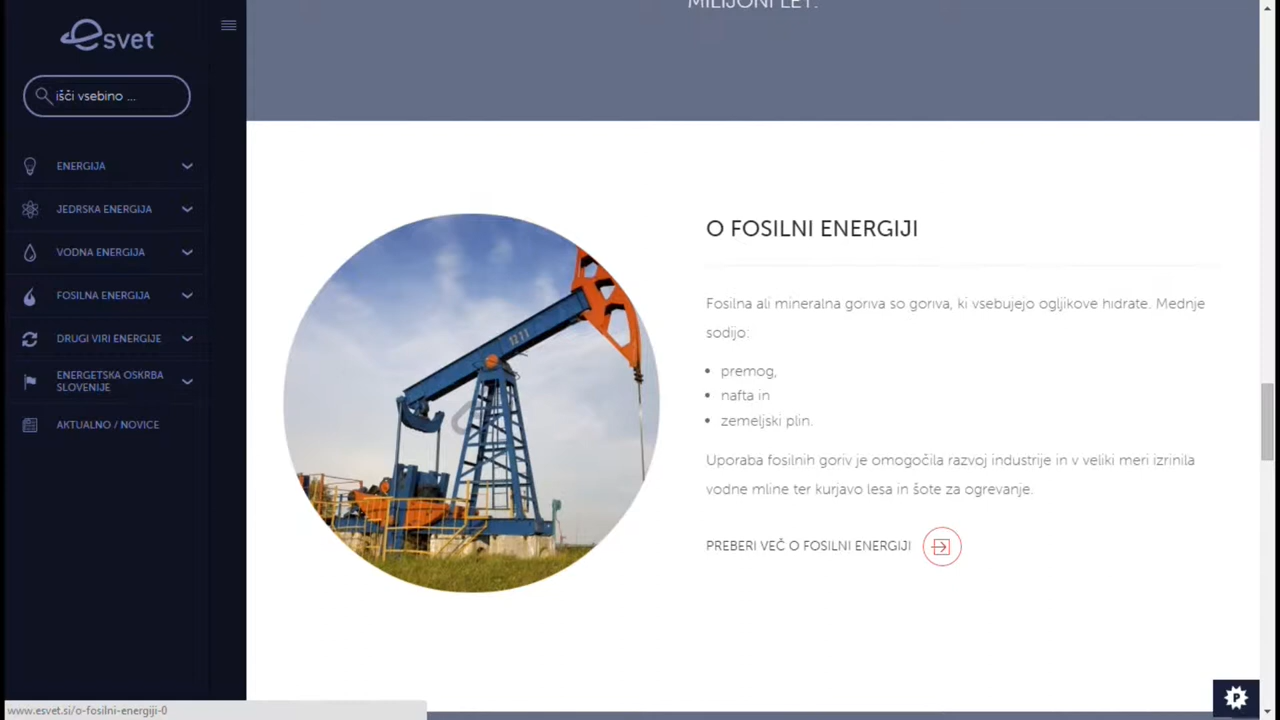 MILIJONI LET.
esvet
išči vsebino ...
ENERGIJA
JEDRSKA ENERGIJA
VODNA ENERGIJA
FOSILNA ENERGIJA
DRUGI VIRI ENERGIJE
ENERGETSKA OSKRBA
SLOVENIJE
AKTUALNO / NOVICE
O FOSILNI ENERGIJI
Fosilna ali mineralna goriva so goriva, ki vsebujejo ogljikove hidrate. Mednje
sodijo:
• premog,
• nafta in
• zemeljski plin.
Uporaba fosilnih goriv je omogočila razvoj industrije in v veliki meri izrinila
vodne mline ter kurjavo lesa in šote za ogrevanje.
PREBERI VEČ O FOSILNI ENERGIJI
1211
P
www.esvet.si/o-fosilni-energiji-0